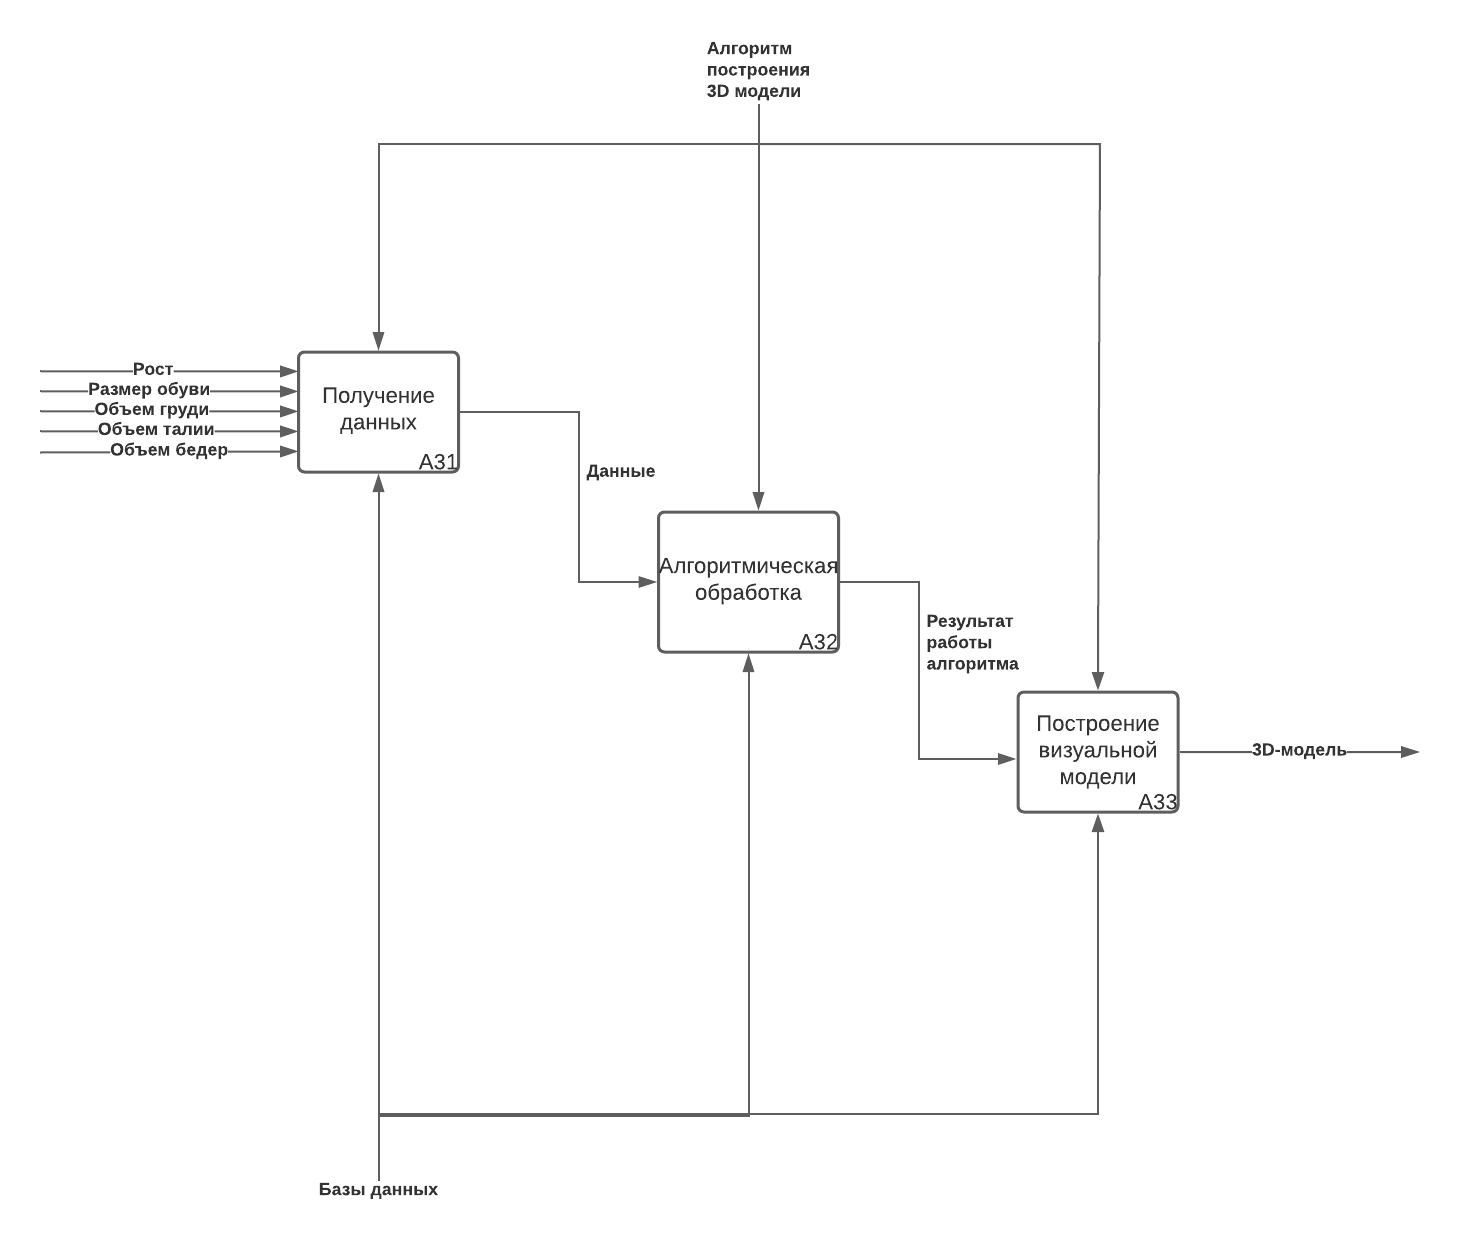 Алгоритм
построения
3D модели
Рост
Размер обуви
Объем груди
Объем талии
Объем бедер
Получение
данных
A31
Данные
Алгоритмическая
обработка
A32
Результат
работы
алгоритма
Построение
визуальной
модели
A33
3D-модель
Базы данных